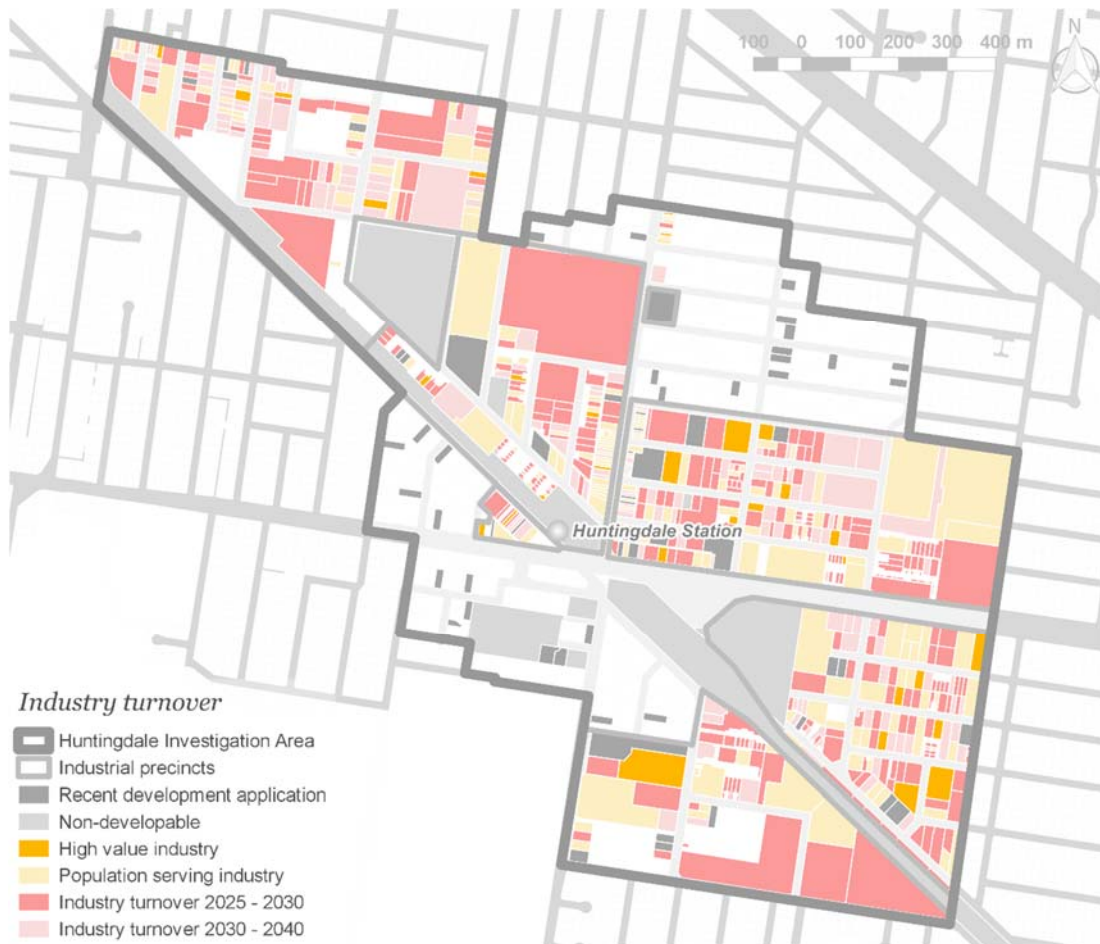 N
100 0 100 200 300 400 m
Huntingdale Station
Industry turnover
Huntingdale Investigation Area
Industrial precincts
Recent development application
Non-developable
High value industry
Population serving industry
Industry turnover 2025 - 2030
Industry turnover 2030 - 2040